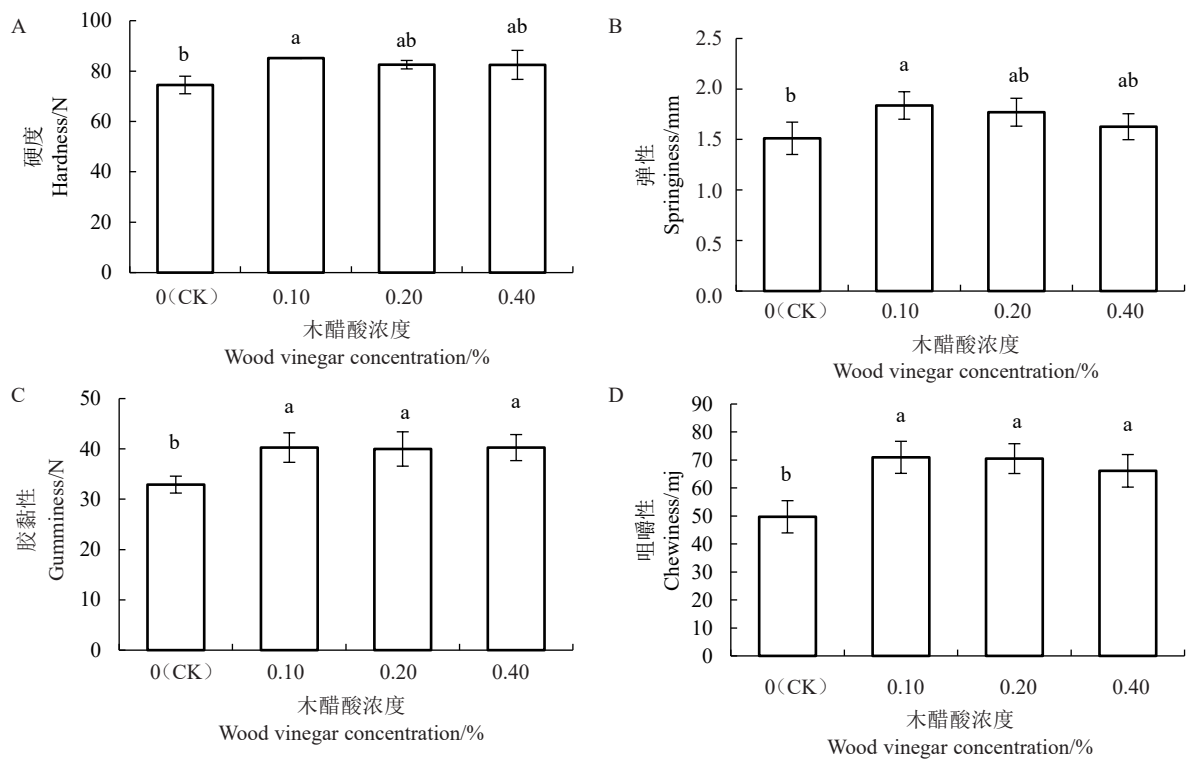 A
硬度
Hardness/N
100
80
60
40
20
0
b
a
ab
ab
0（CK）
0.10
0.20
0.40
木醋酸浓度
Wood vinegar concentration/%
B
弹性
Springiness/mm
2.5
2.0
1.5
1.0
0.5
0.0
b
a
ab
ab
0（CK）
0.10
0.20
0.40
木醋酸浓度
Wood vinegar concentration/%
C
胶黏性
Gumminess/N
50
40
30
20
10
0
b
a
a
a
0（CK）
0.10
0.20
0.40
木醋酸浓度
Wood vinegar concentration/%
D
咀嚼性
Chewiness/mj
90
80
70
60
50
40
30
20
10
0
b
a
a
a
0（CK）
0.10
0.20
0.40
木醋酸浓度
Wood vinegar concentration/%